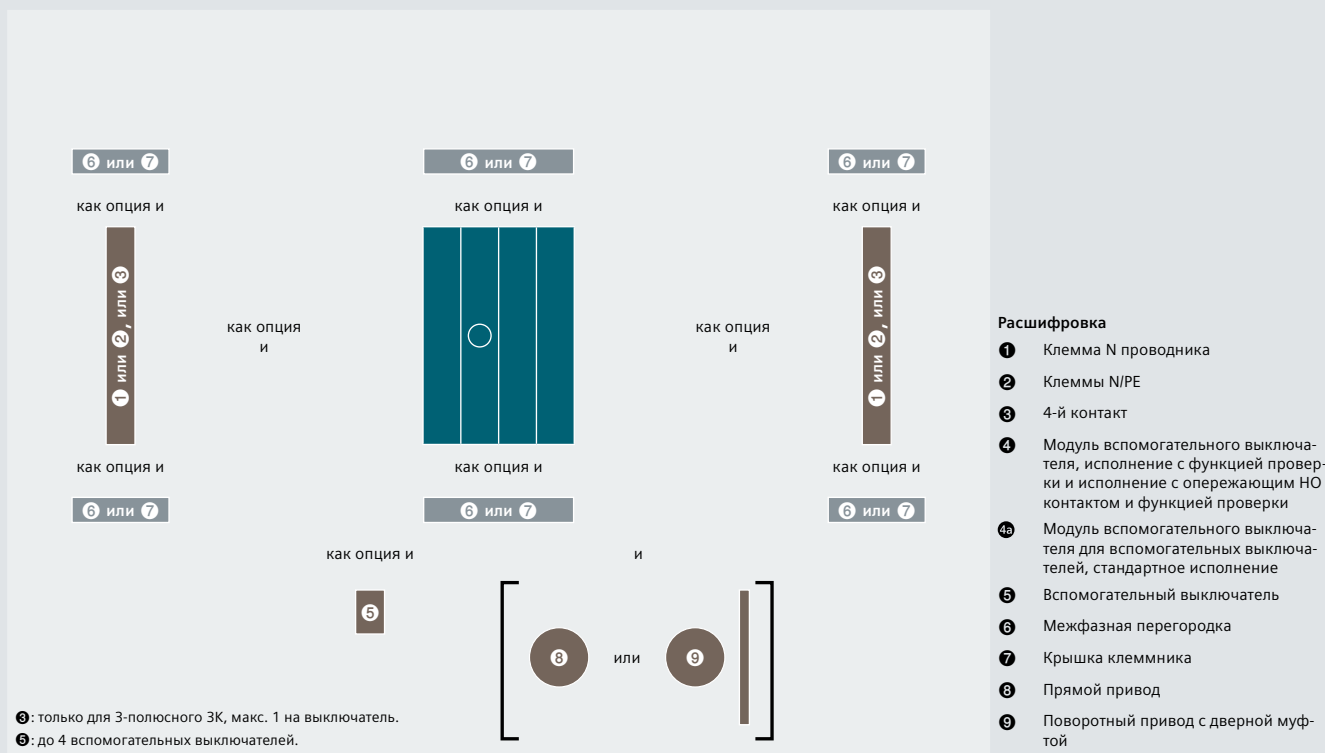 ❻ или ❼
❻ или ❼
❻ или ❼
как опция и
как опция и
как опция и
❶ или ❷, или ❸
как опция
и
как опция
и
❶ или ❷, или ❸
как опция и
как опция и
как опция и
❻ или ❼
❻ или ❼
❻ или ❼
как опция и
и
❺
❽
или
❾
❸: только для 3-полюсного ЗК, макс. 1 на выключатель.
❺: до 4 вспомогательных выключателей.
Расшифровка
❶ Клемма N проводника
❷ Клеммы N/PE
❸ 4-й контакт
❹ Модуль вспомогательного выключа-
теля, исполнение с функцией провер-
ки и исполнение с опережающим НО
контактом и функцией проверки
4a Модуль вспомогательного выключа-
теля для вспомогательных выключа-
телей, стандартное исполнение
❺ Вспомогательный выключатель
❻ Межфазная перегородка
❼ Крышка клеммника
❽ Прямой привод
❾ Поворотный привод с дверной муф-
той